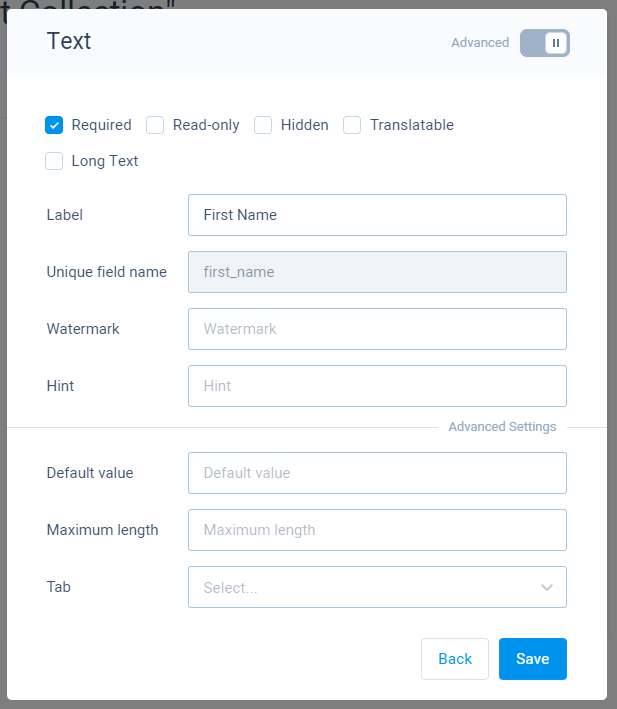 t Collection"
Text
Advanced
Required Read-only Hidden Translatable
Long Text
Label First Name
Unique field name first_name
Watermark Watermark
Hint Hint
Advanced Settings
Default value Default value
Maximum length Maximum length
Tab Select...
Back Save